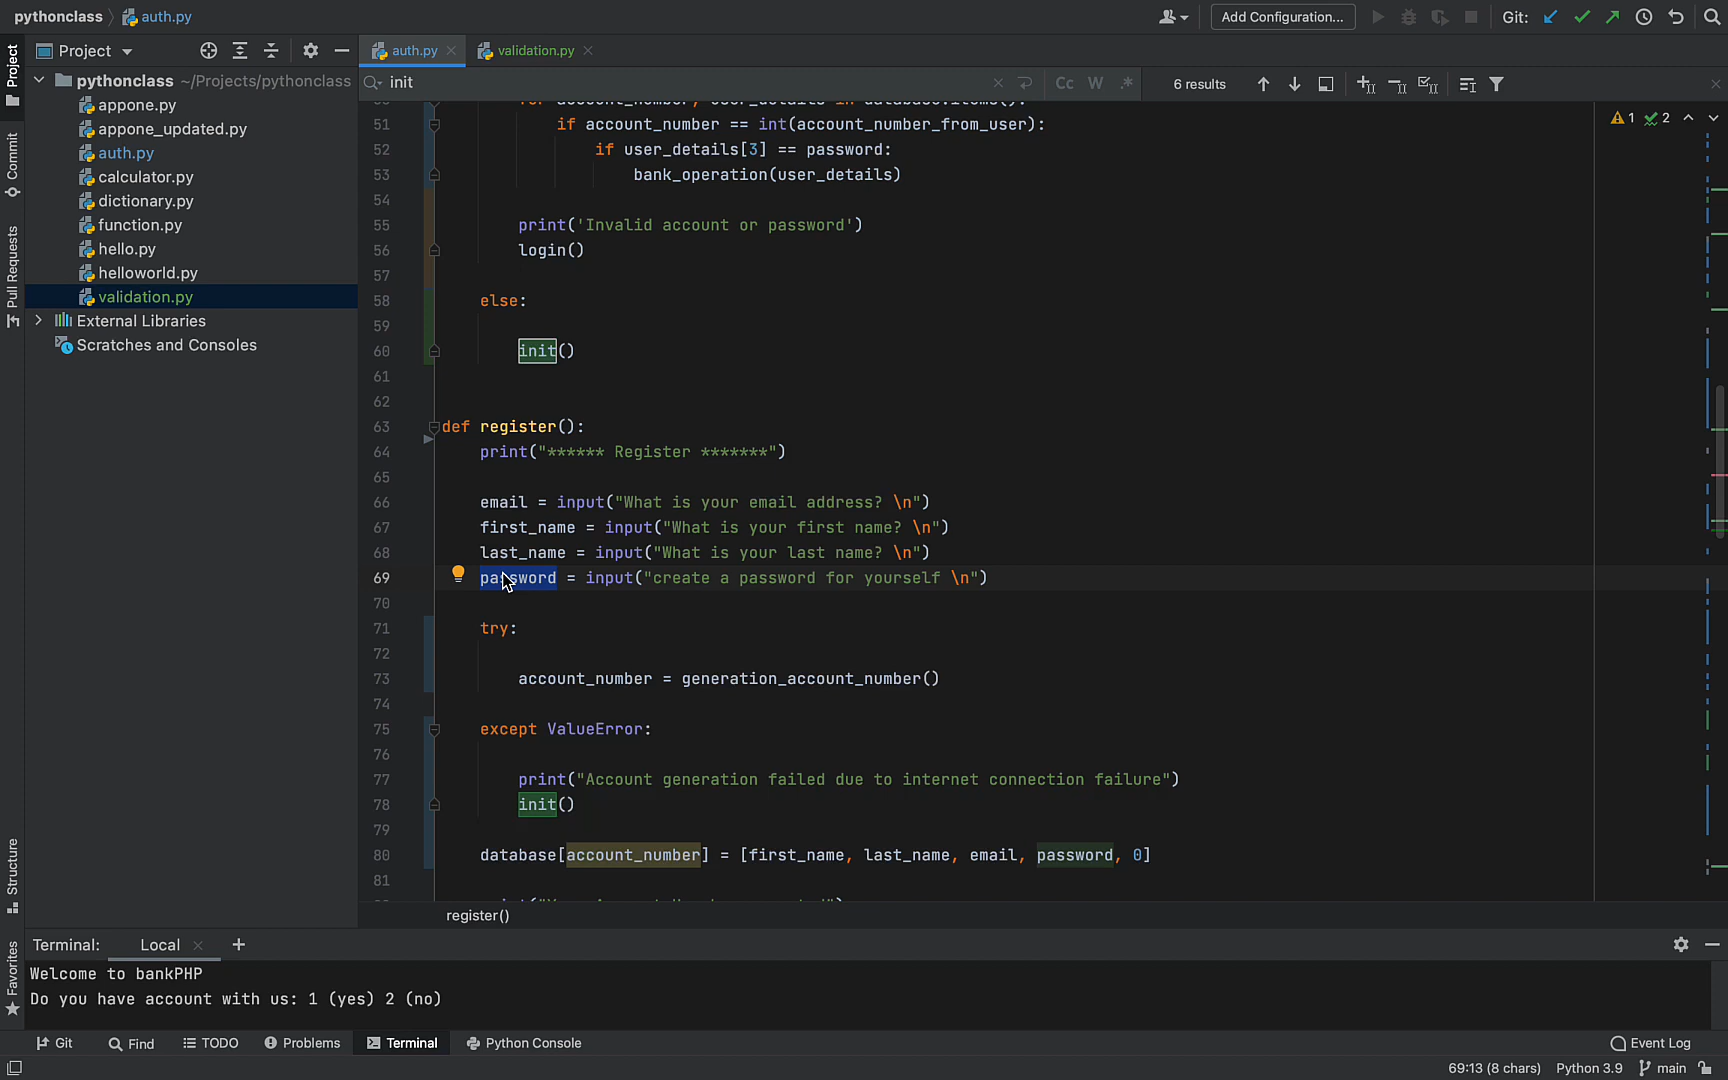 pythonclass auth.py
Add Configuration...
Git:
Project
auth.py
validation.py
Project
pythonclass ~/Projects/pythonclass
appone.py
appone_updated.py
auth.py
calculator.py
dictionary.py
function.py
hello.py
helloworld.py
validation.py
External Libraries
Scratches and Consoles
Commit
Pull Requests
Structure
Favorites
init
Cc W .* 6 results
1 2
51 if account_number == int(account_number_from_user):
52 if user_details[3] == password:
53 bank_operation(user_details)
54
55 print('Invalid account or password')
56 login()
57
58 else:
59
60 init()
61
62
63 def register():
64 print("****** Register *******")
65
66 email = input("What is your email address? \n")
67 first_name = input("What is your first name? \n")
68 last_name = input("What is your last name? \n")
69 password = input("create a password for yourself \n")
70
71 try:
72
73 account_number = generation_account_number()
74
75 except ValueError:
76
77 print("Account generation failed due to internet connection failure")
78 init()
79
80 database[account_number] = [first_name, last_name, email, password, 0]
81
register()
Terminal: Local +
Welcome to bankPHP
Do you have account with us: 1 (yes) 2 (no)
Git Find TODO Problems Terminal Python Console Event Log
69:13 (8 chars) Python 3.9 main